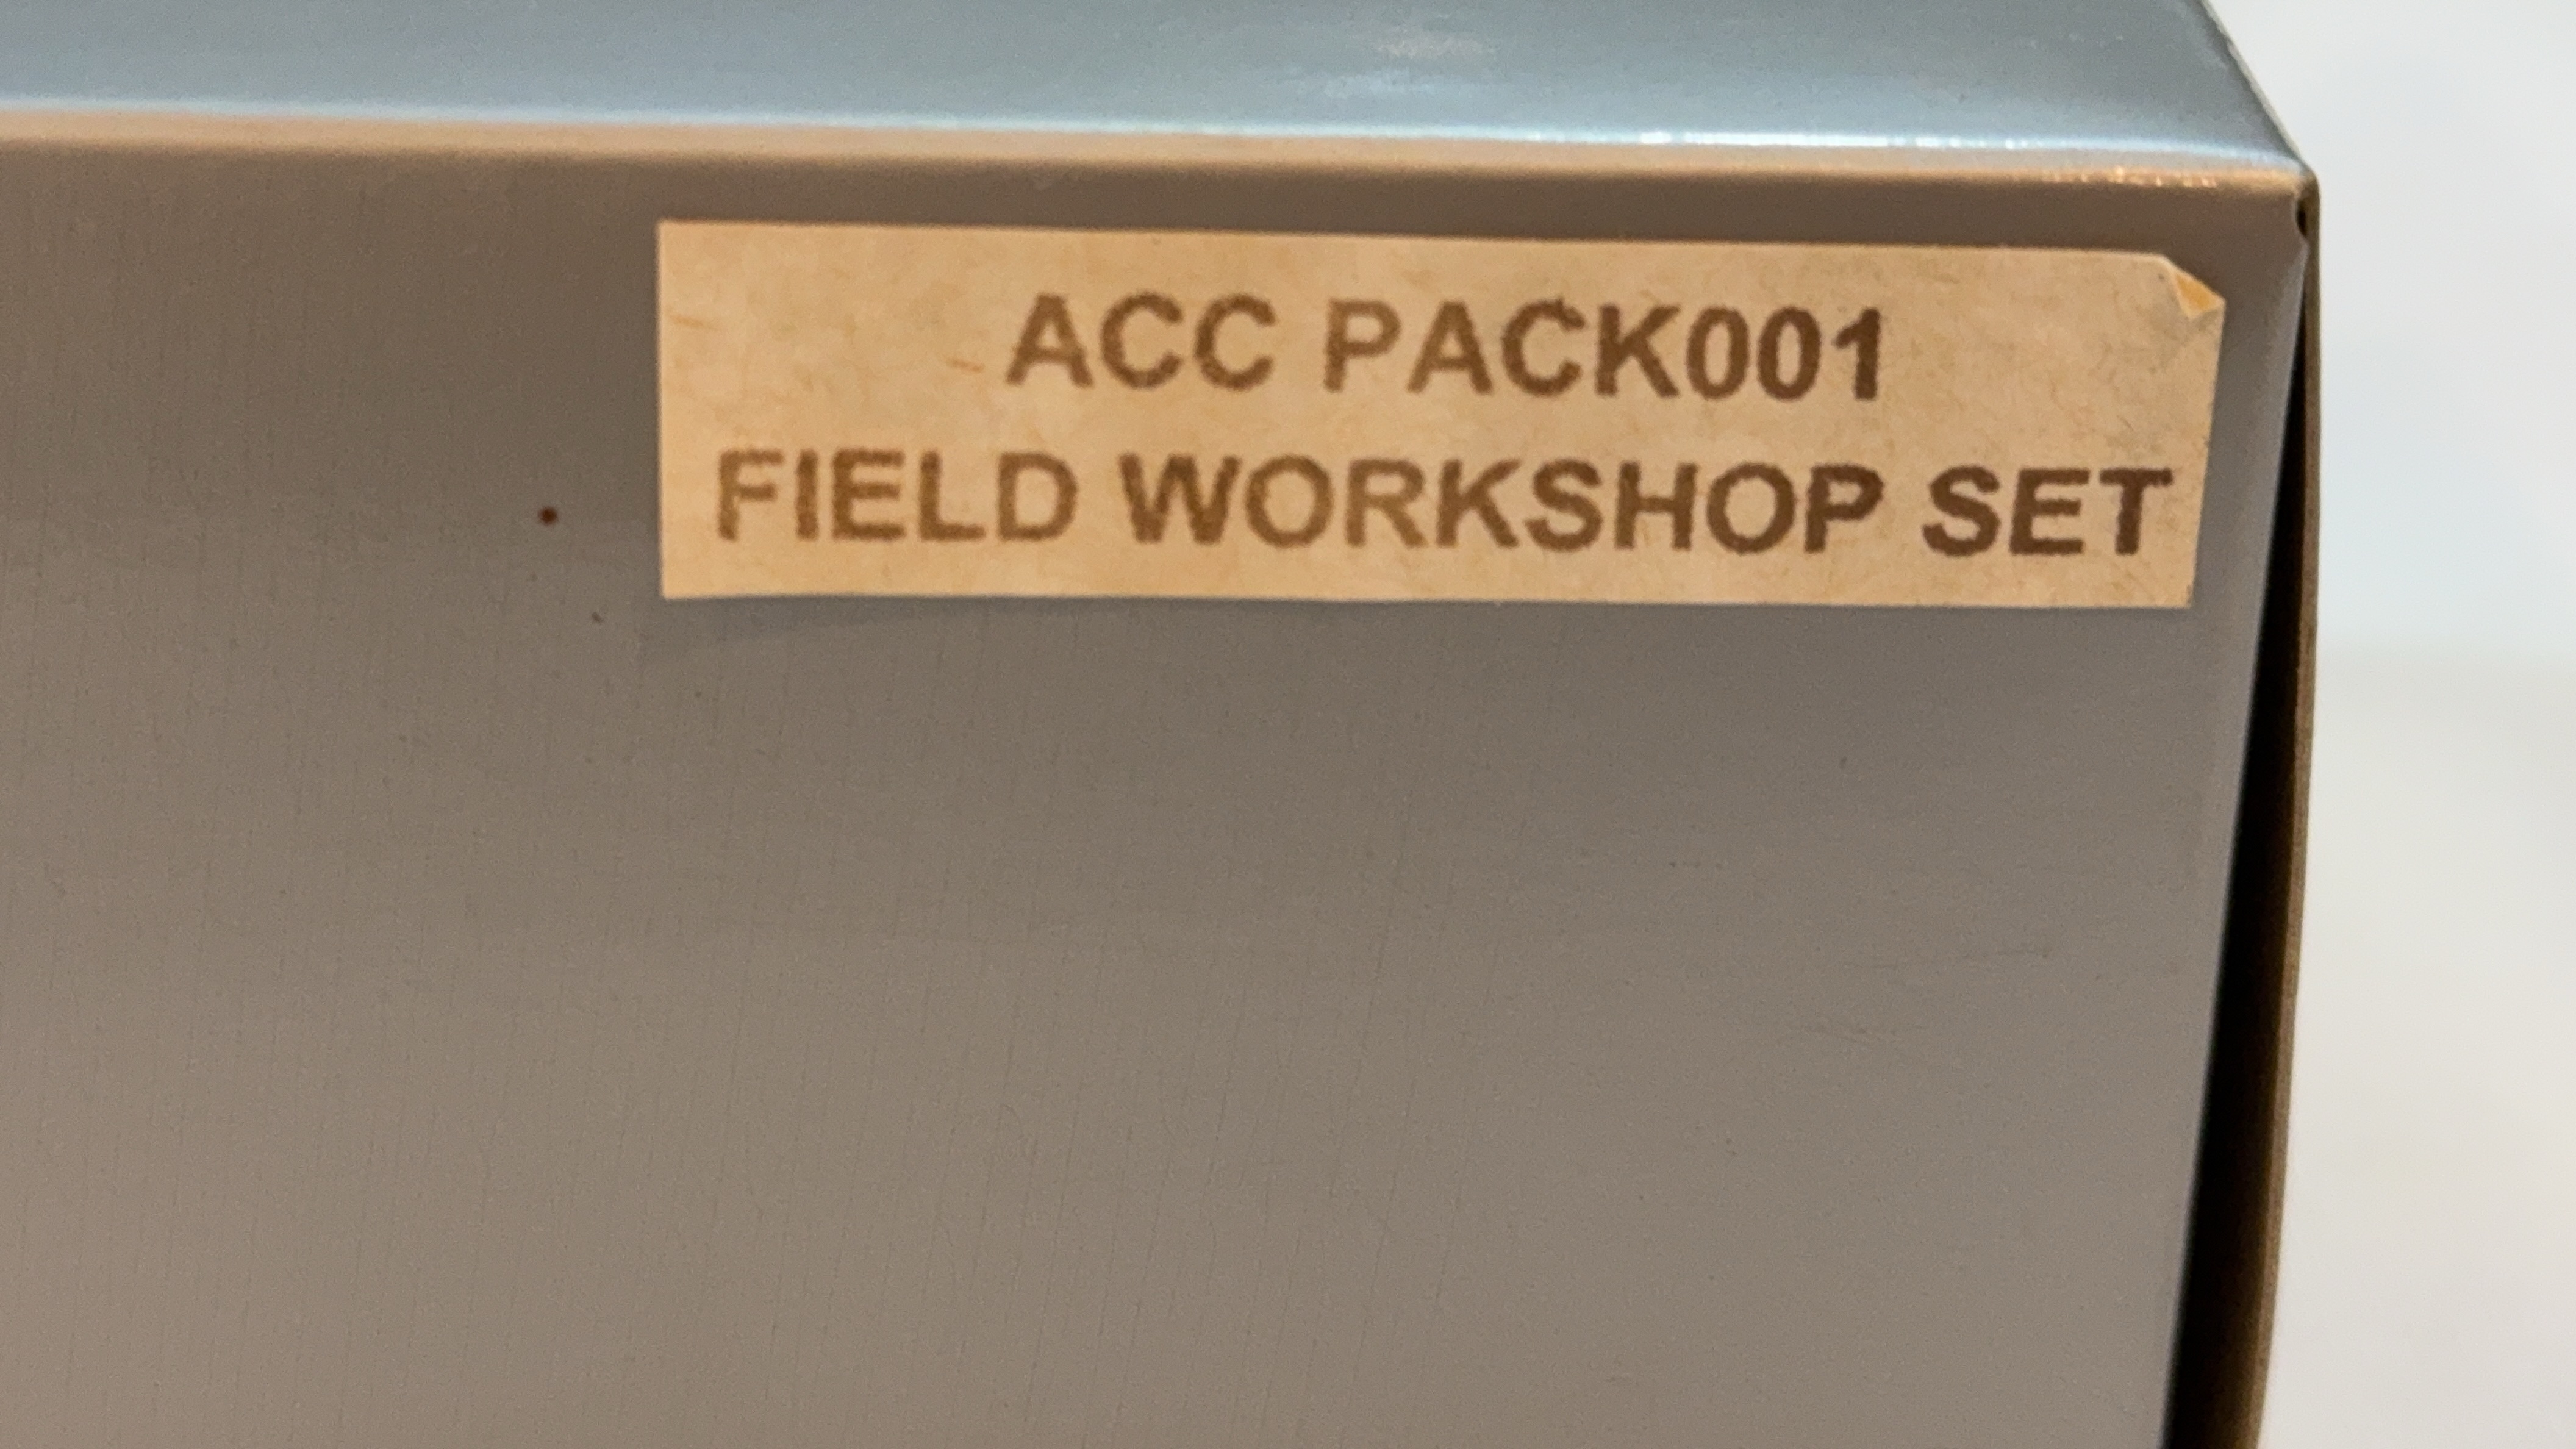 ACC PACK001
FIELD WORKSHOP SET